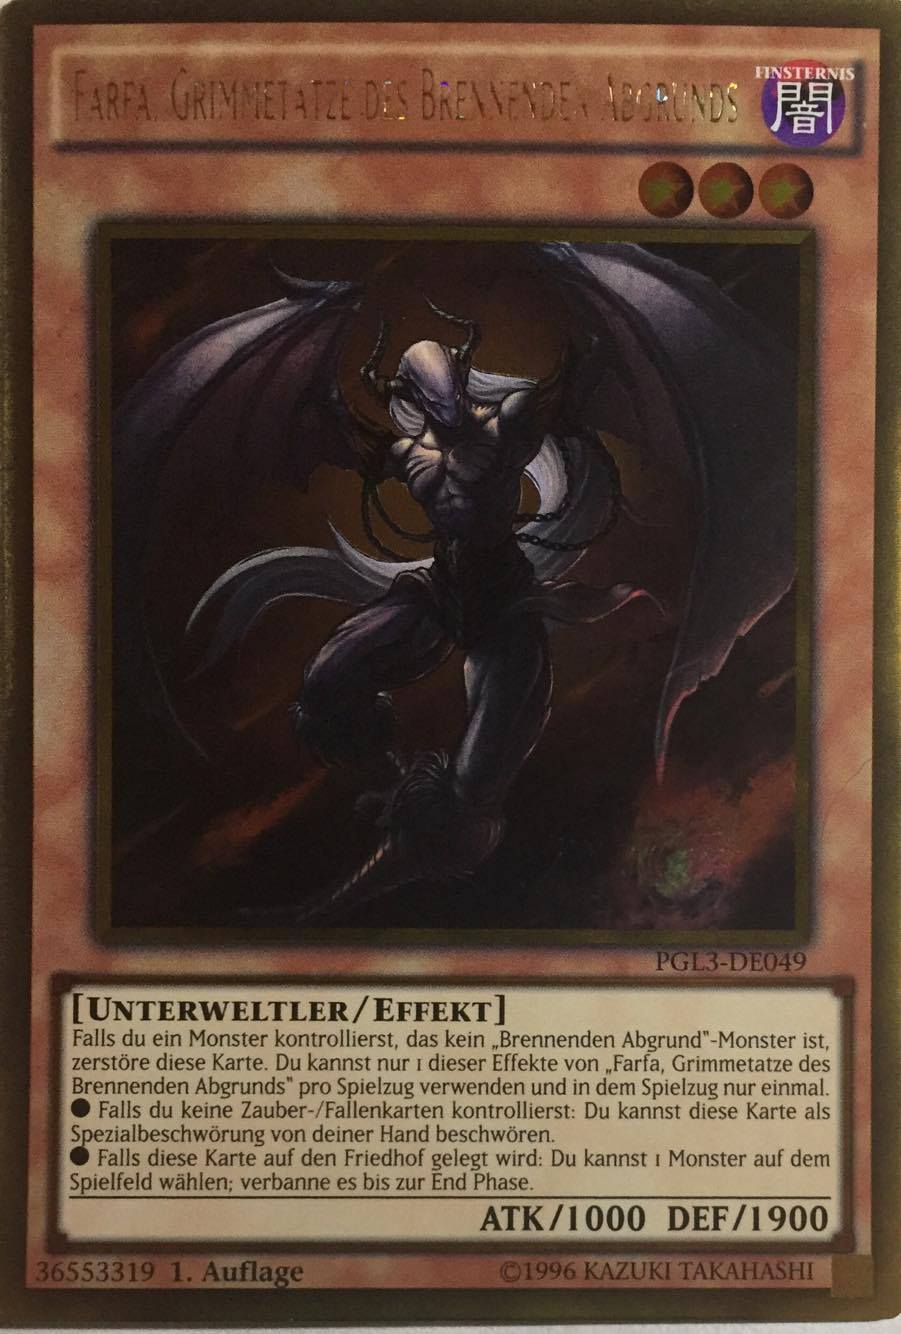 Farfa, Grimmetatze des Brennenden Abgrunds
FINSTERNIS
闇
PGL3-DE049
[Unterweltler/Effekt]
Falls du ein Monster kontrollierst, das kein „Brennenden Abgrund"-Monster ist,
zerstöre diese Karte. Du kannst nur 1 dieser Effekte von „Farfa, Grimmetatze des
Brennenden Abgrunds" pro Spielzug verwenden und in dem Spielzug nur einmal.
● Falls du keine Zauber-/Fallenkarten kontrollierst: Du kannst diese Karte als
Spezialbeschwörung von deiner Hand beschwören.
● Falls diese Karte auf den Friedhof gelegt wird: Du kannst 1 Monster auf dem
Spielfeld wählen; verbanne es bis zur End Phase.
ATK/1000 DEF/1900
36553319 1. Auflage ©1996 KAZUKI TAKAHASHI